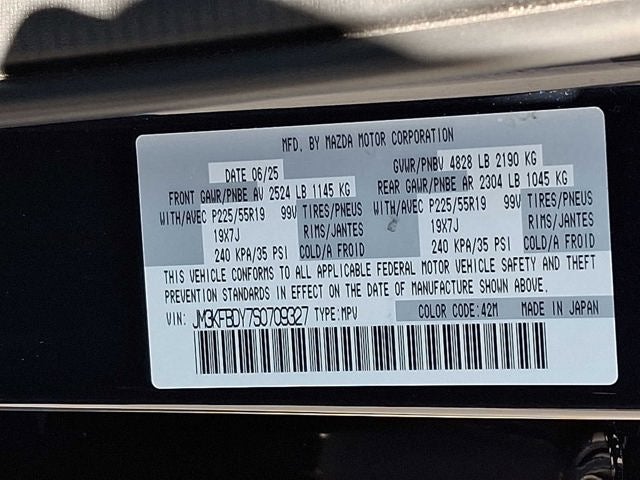 MFD. BY MAZDA MOTOR CORPORATION
DATE 06/25 GVWR/PNBV 4828 LB 2190 KG
FRONT GAWR/PNBE AV 2524 LB 1145 KG REAR GAWR/PNBE AR 2304 LB 1045 KG
WITH/AVEC P225/55R19 99V TIRES/PNEUS WITH/AVEC P225/55R19 99V TIRES/PNEUS
19X7J RIMS/JANTES 19X7J RIMS/JANTES
240 KPA/35 PSI COLD/A FROID 240 KPA/35 PSI COLD/A FROID
THIS VEHICLE CONFORMS TO ALL APPLICABLE FEDERAL MOTOR VEHICLE SAFETY AND THEFT
PREVENTION STANDARDS IN EFFECT ON THE DATE OF MANUFACTURE SHOWN ABOVE.
VIN: JM3KFBDY7S0709327 TYPE:MPV COLOR CODE:42M MADE IN JAPAN